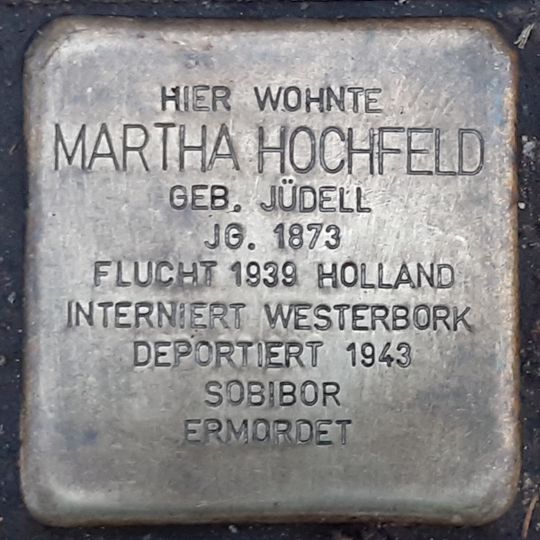 HIER WOHNTE
MARTHA HOCHFELD
GEB. JÜDELL
JG. 1873
FLUCHT 1939 HOLLAND
INTERNIERT WESTERBORK
DEPORTIERT 1943
SOBIBOR
ERMORDET